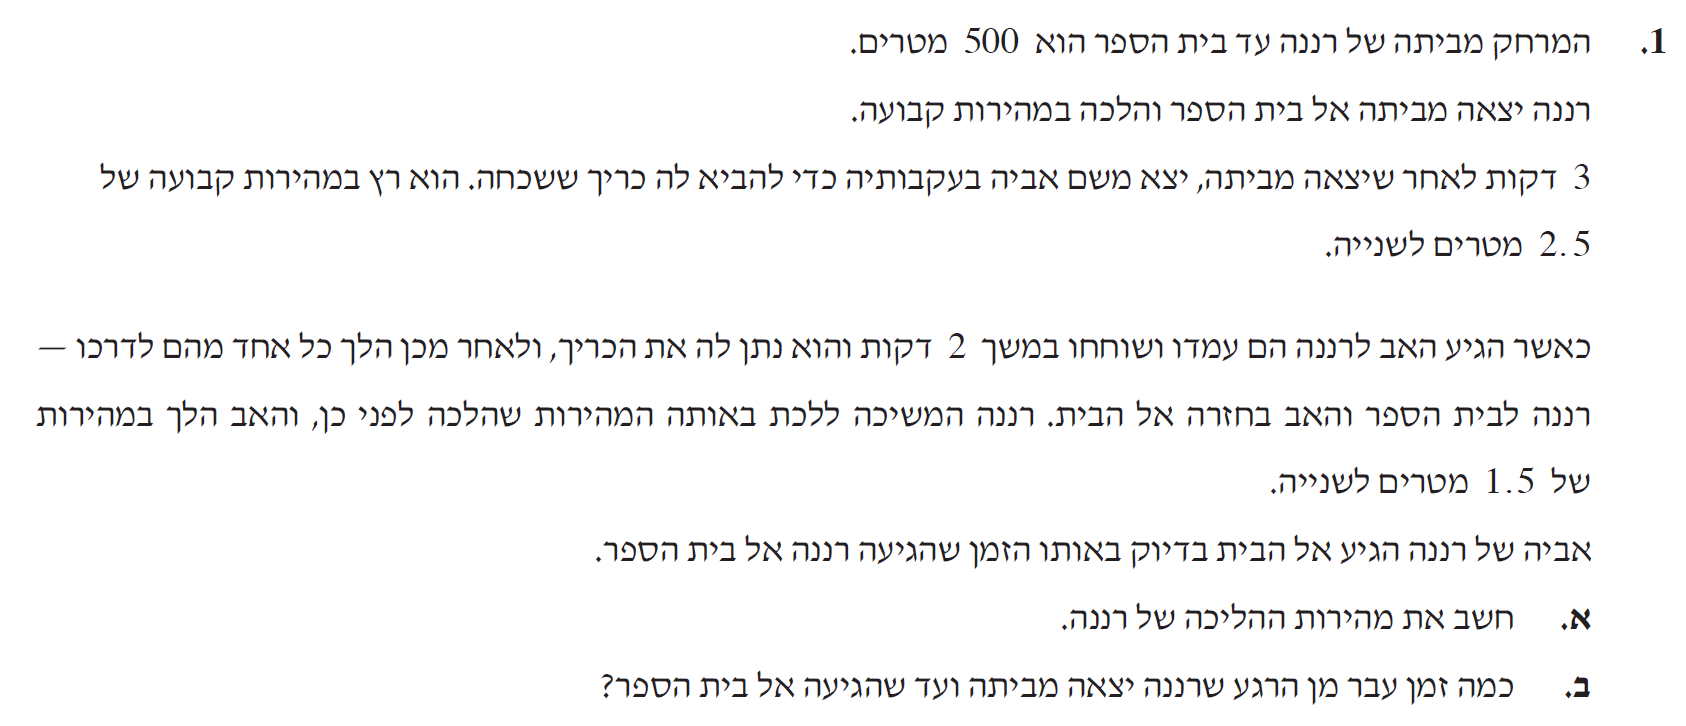 1. המרחק מביתה של רננה עד בית הספר הוא 500 מטרים.
רננה יצאה מביתה אל בית הספר והלכה במהירות קבועה.
3 דקות לאחר שיצאה מביתה, יצא משם אביה בעקבותיה כדי להביא לה כריך ששכחה. הוא רץ במהירות קבועה של
2.5 מטרים לשנייה.
כאשר הגיע האב לרננה הם עמדו ושוחחו במשך 2 דקות והוא נתן לה את הכריך, ולאחר מכן הלך כל אחד מהם לדרכו –
רננה לבית הספר והאב בחזרה אל הבית. רננה המשיכה ללכת באותה המהירות שהלכה לפני כן, והאב הלך במהירות
של 1.5 מטרים לשנייה.
אביה של רננה הגיע אל הבית בדיוק באותו הזמן שהגיעה רננה אל בית הספר.
א. חשב את מהירות ההליכה של רננה.
ב. כמה זמן עבר מן הרגע שרננה יצאה מביתה ועד שהגיעה אל בית הספר?